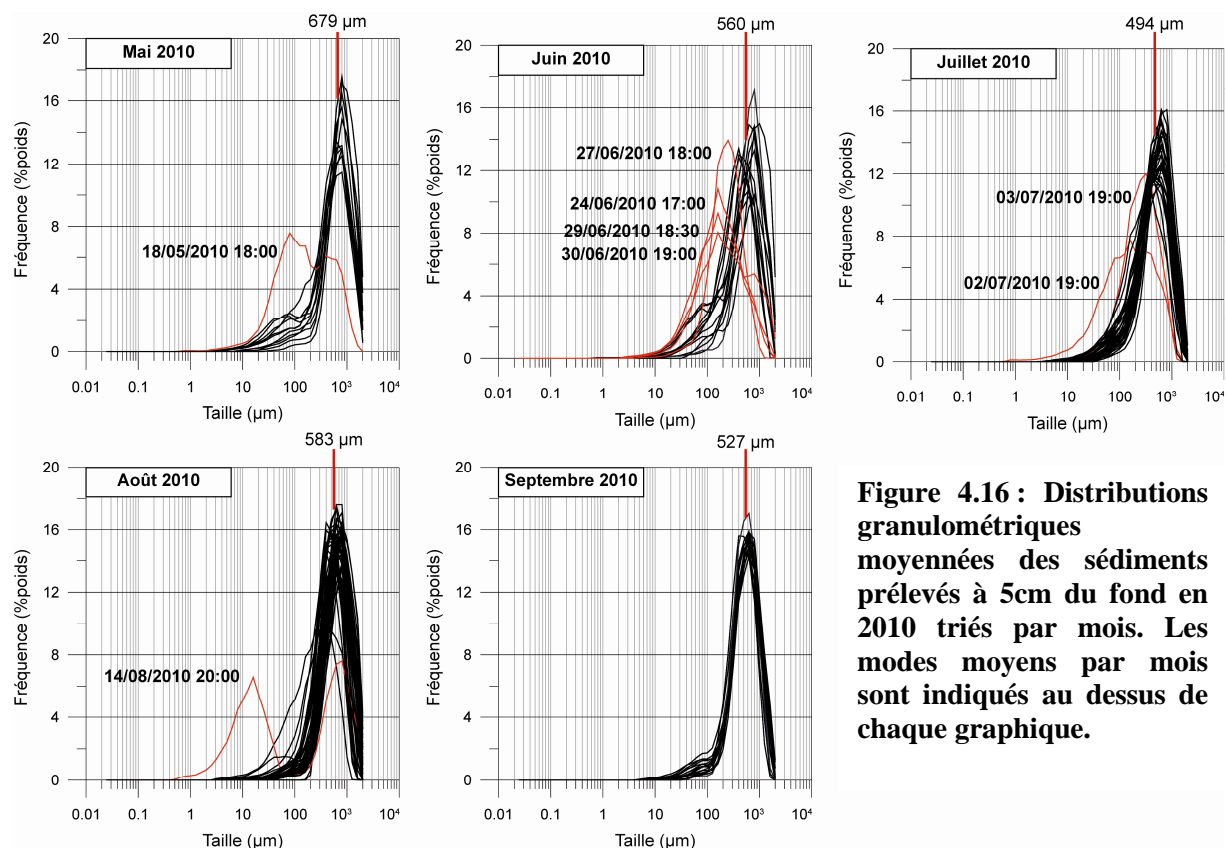 679 µm
Mai 2010
Fréquence (%poids)
20
16
12
8
4
0
18/05/2010 18:00
0.01 0.1 1 10 100 10³ 10⁴
Taille (µm)
560 µm
Juin 2010
Fréquence (%poids)
20
16
12
8
4
0
27/06/2010 18:00
24/06/2010 17:00
29/06/2010 18:30
30/06/2010 19:00
0.01 0.1 1 10 100 10³ 10⁴
Taille (µm)
494 µm
Juillet 2010
Fréquence (%poids)
20
16
12
8
4
0
03/07/2010 19:00
02/07/2010 19:00
0.01 0.1 1 10 100 10³ 10⁴
Taille (µm)
583 µm
Août 2010
Fréquence (%poids)
20
16
12
8
4
0
14/08/2010 20:00
0.01 0.1 1 10 100 10³ 10⁴
Taille (µm)
527 µm
Septembre 2010
Fréquence (%poids)
20
16
12
8
4
0
0.01 0.1 1 10 100 10³ 10⁴
Taille (µm)
Figure 4.16 : Distributions
granulométriques
moyennées des sédiments
prélevés à 5cm du fond en
2010 triés par mois. Les
modes moyens par mois
sont indiqués au dessus de
chaque graphique.